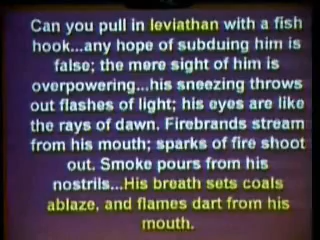 Can you pull in leviathan with a fish
hook...any hope of subduing him is
false; the mere sight of him is
overpowering...his sneezing throws
out flashes of light; his eyes are like
the rays of dawn. Firebrands stream
from his mouth; sparks of fire shoot
out. Smoke pours from his
nostrils...His breath sets coals
ablaze, and flames dart from his
mouth.